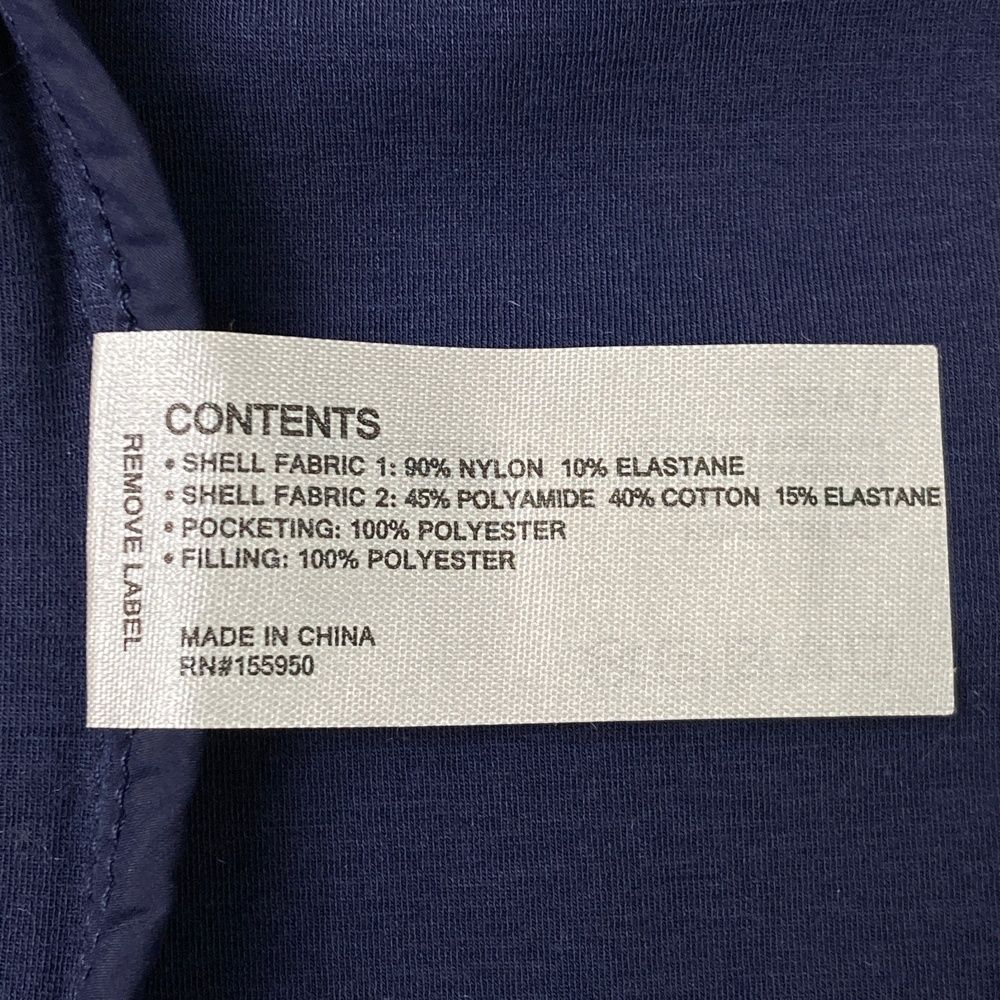 CONTENTS
• SHELL FABRIC 1: 90% NYLON 10% ELASTANE
• SHELL FABRIC 2: 45% POLYAMIDE 40% COTTON 15% ELASTANE
• POCKETING: 100% POLYESTER
• FILLING: 100% POLYESTER
MADE IN CHINA
RN#155950
REMOVE LABEL